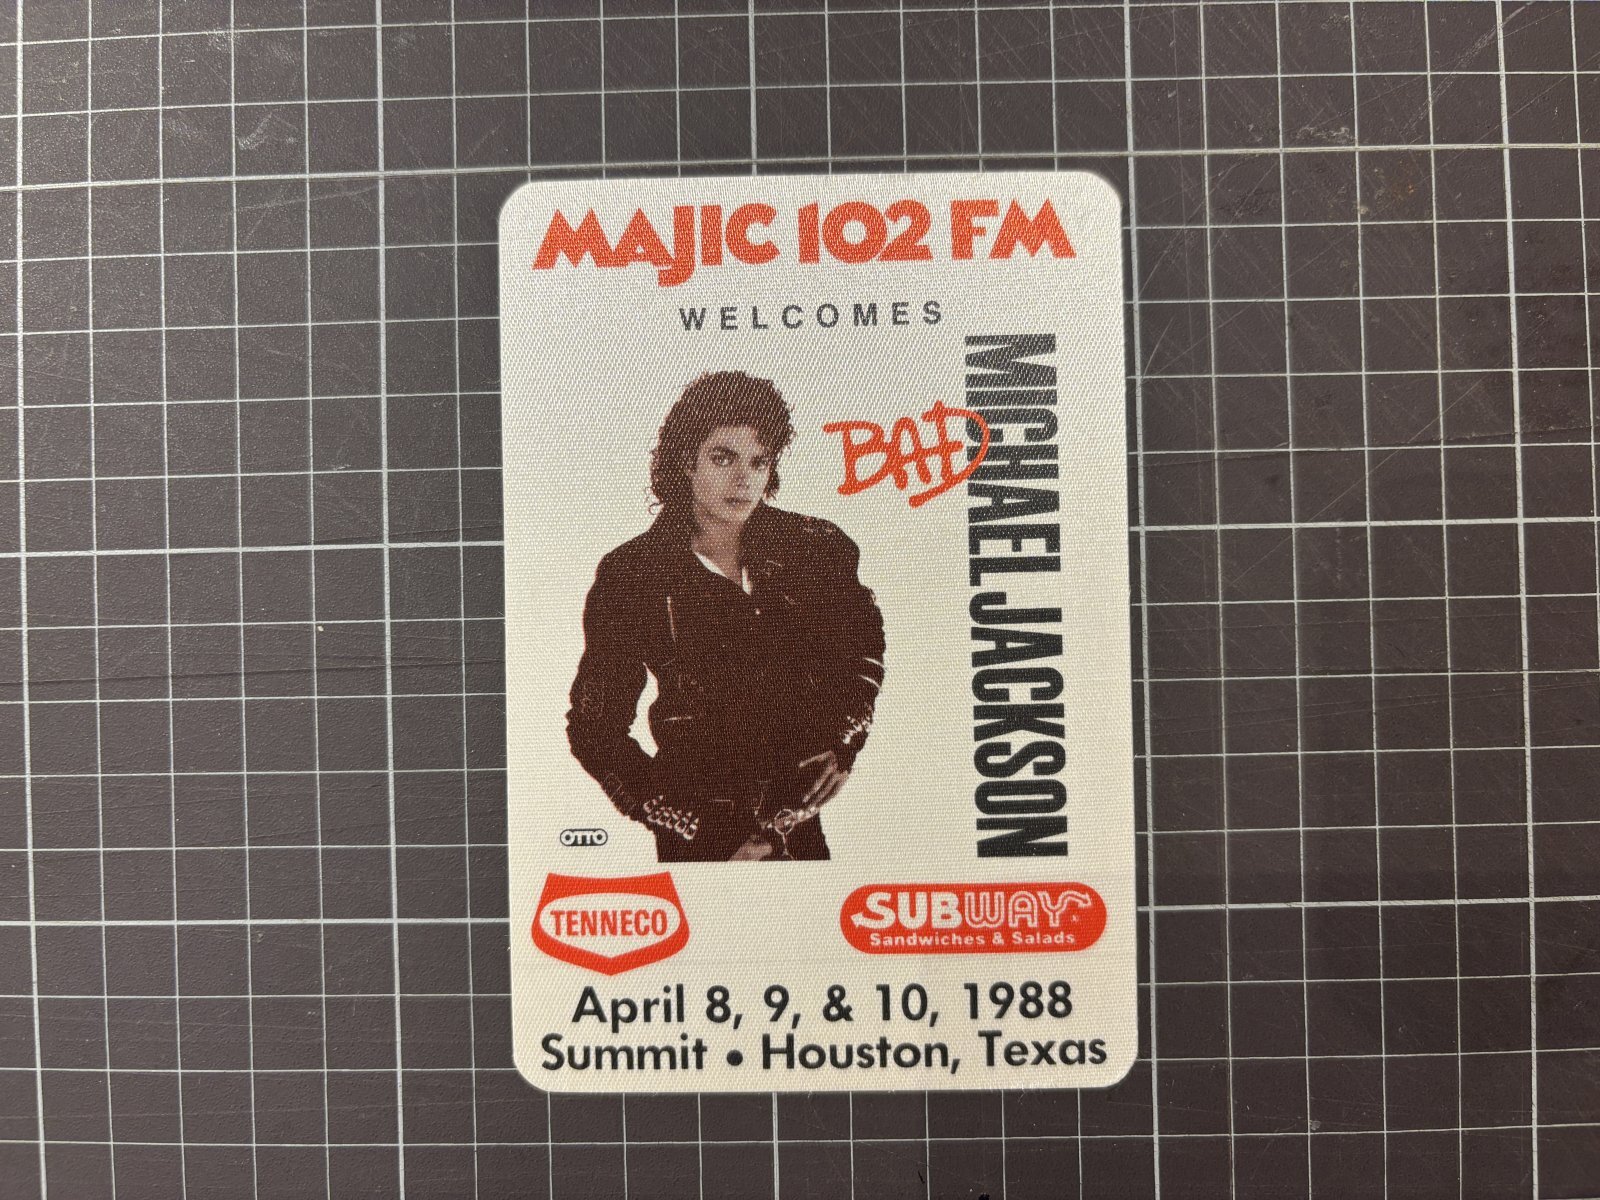 MAJIC 102 FM
WELCOMES
BAD
MICHAEL JACKSON
OTTO
TENNECO
SUBWAY
Sandwiches & Salads
April 8, 9, & 10, 1988
Summit • Houston, Texas